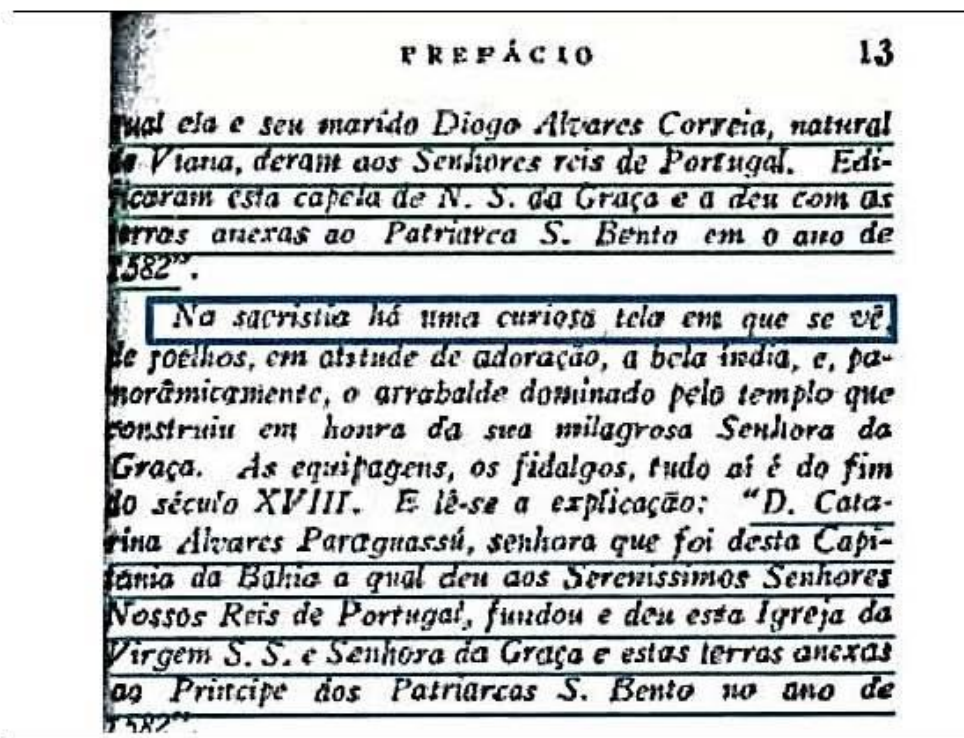 PREFÁCIO 13
qual ela e seu marido Diogo Alvares Correia, natural
de Viana, deram aos Senhores reis de Portugal. Edi-
ficaram esta capela de N. S. da Graça e a deu com as
terras anexas ao Patriarca S. Bento em o ano de
1582".
Na sacristia há uma curiosa tela em que se vê,
de joelhos, em atitude de adoração, a bela índia, e, pa-
norâmicamente, o arrabalde dominado pelo templo que
construiu em honra da sua milagrosa Senhora da
Graça. As equipagens, os fidalgos, tudo aí é do fim
do século XVIII. E lê-se a explicação: "D. Cata-
rina Alvares Paraguassú, senhora que foi desta Capi-
tania da Bahia a qual deu aos Serenissimos Senhores
Nossos Reis de Portugal, fundou e deu esta Igreja da
Virgem S. S. e Senhora da Graça e estas terras anexas
ao Principe dos Patriarcas S. Bento no ano de
1582".